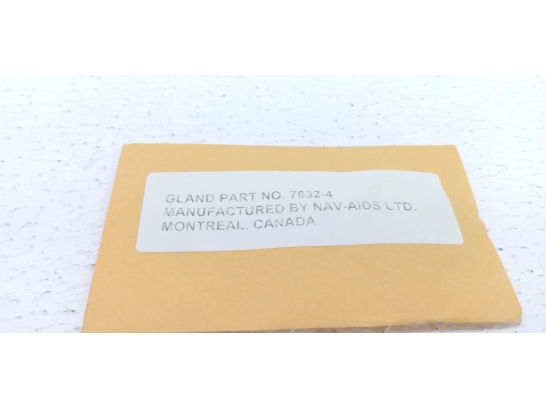 GLAND PART NO. 7632-4
MANUFACTURED BY NAV-AIDS LTD.
MONTREAL, CANADA